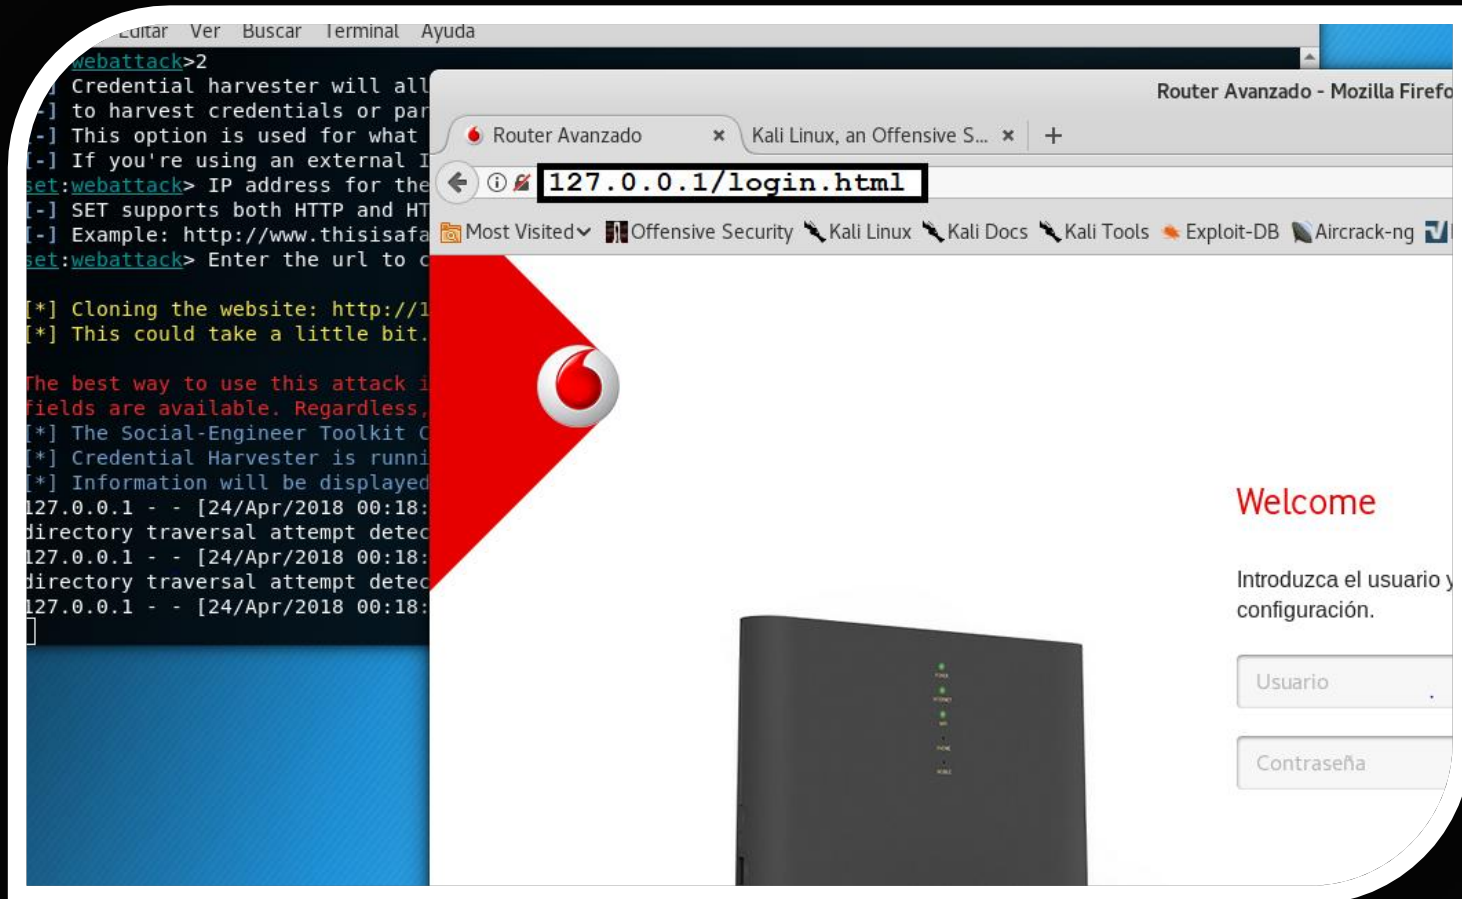 Editar Ver Buscar Terminal Ayuda
webattack>2
Credential harvester will all
[-] to harvest credentials or par
[-] This option is used for what
[-] If you're using an external I
set:webattack> IP address for the
[-] SET supports both HTTP and HT
[-] Example: http://www.thisisafa
set:webattack> Enter the url to c
[*] Cloning the website: http://1
[*] This could take a little bit.
The best way to use this attack i
fields are available. Regardless,
[*] The Social-Engineer Toolkit C
[*] Credential Harvester is runni
[*] Information will be displayed
127.0.0.1 - - [24/Apr/2018 00:18:
directory traversal attempt detec
127.0.0.1 - - [24/Apr/2018 00:18:
directory traversal attempt detec
127.0.0.1 - - [24/Apr/2018 00:18:
Router Avanzado - Mozilla Firefo
Router Avanzado × Kali Linux, an Offensive S... × +
127.0.0.1/login.html
Most Visited Offensive Security Kali Linux Kali Docs Kali Tools Exploit-DB Aircrack-ng
Welcome
Introduzca el usuario y
configuración.
Usuario
Contraseña
POWER
INTERNET
WIFI
PHONE
MOBILE